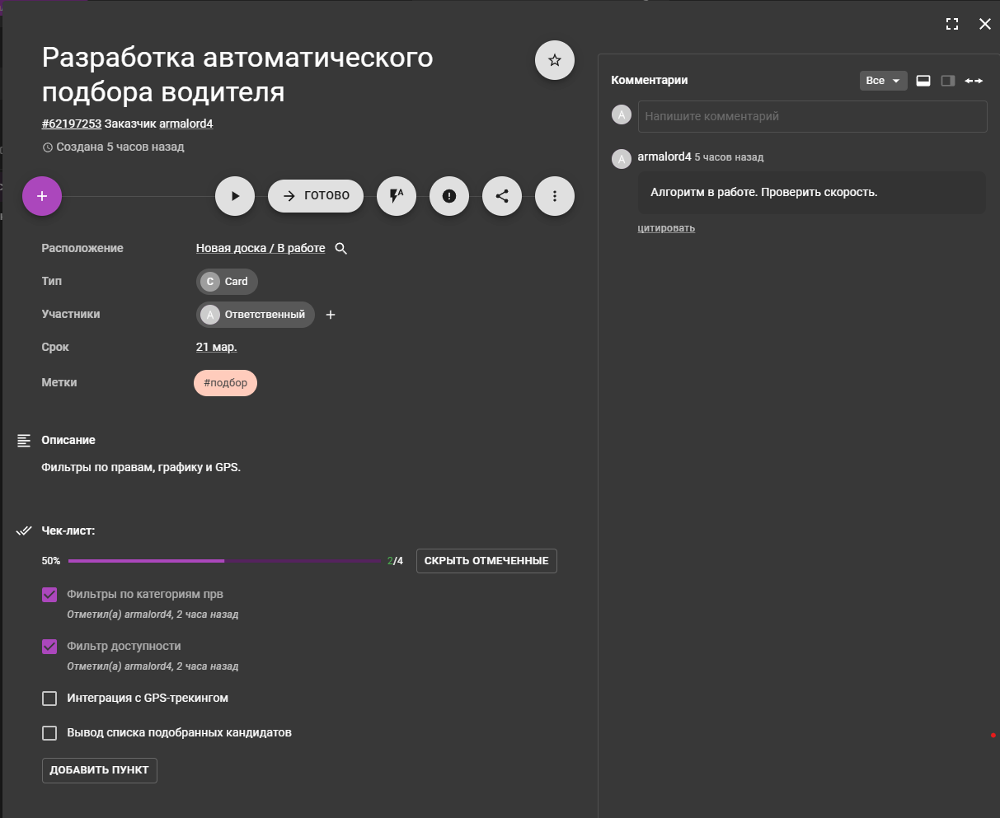 Разработка автоматического
подбора водителя
#62197253 Заказчик armalord4
Создана 5 часов назад
ГОТОВО
A
Расположение
Новая доска / В работе
Тип
C Card
Участники
A Ответственный
Срок
21 мар.
Метки
#подбор
Описание
Фильтры по правам, графику и GPS.
Чек-лист:
50%
2/4
СКРЫТЬ ОТМЕЧЕННЫЕ
Фильтры по категориям прв
Отметил(а) armalord4, 2 часа назад
Фильтр доступности
Отметил(а) armalord4, 2 часа назад
Интеграция с GPS-трекингом
Вывод списка подобранных кандидатов
ДОБАВИТЬ ПУНКТ
Комментарии
Все
A
Напишите комментарий
A
armalord4 5 часов назад
Алгоритм в работе. Проверить скорость.
цитировать